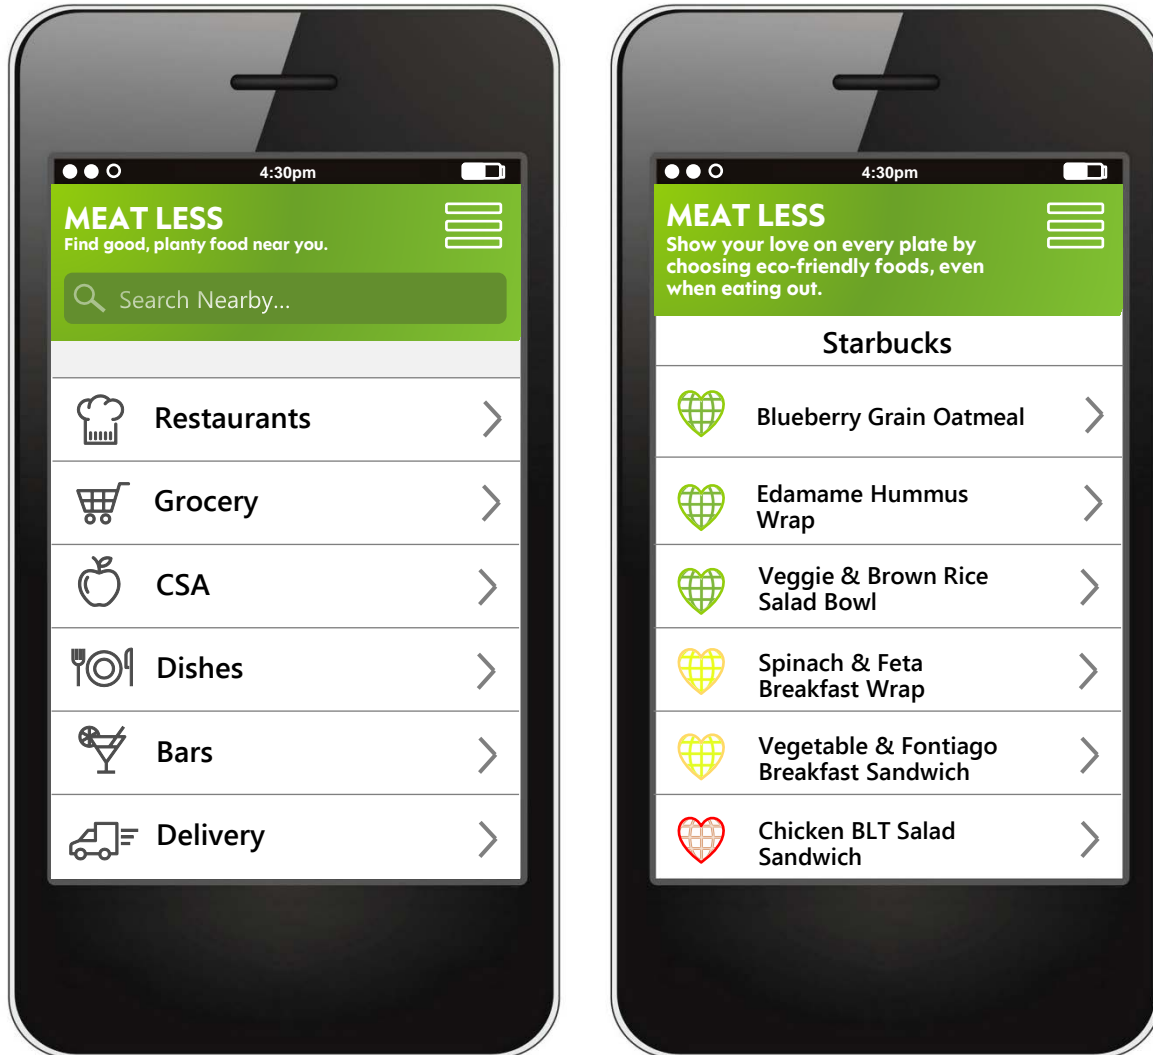 4:30pm
MEAT LESS
Find good, planty food near you.
Search Nearby...
Restaurants
Grocery
CSA
Dishes
Bars
Delivery
4:30pm
MEAT LESS
Show your love on every plate by
choosing eco-friendly foods, even
when eating out.
Starbucks
Blueberry Grain Oatmeal
Edamame Hummus
Wrap
Veggie & Brown Rice
Salad Bowl
Spinach & Feta
Breakfast Wrap
Vegetable & Fontiago
Breakfast Sandwich
Chicken BLT Salad
Sandwich